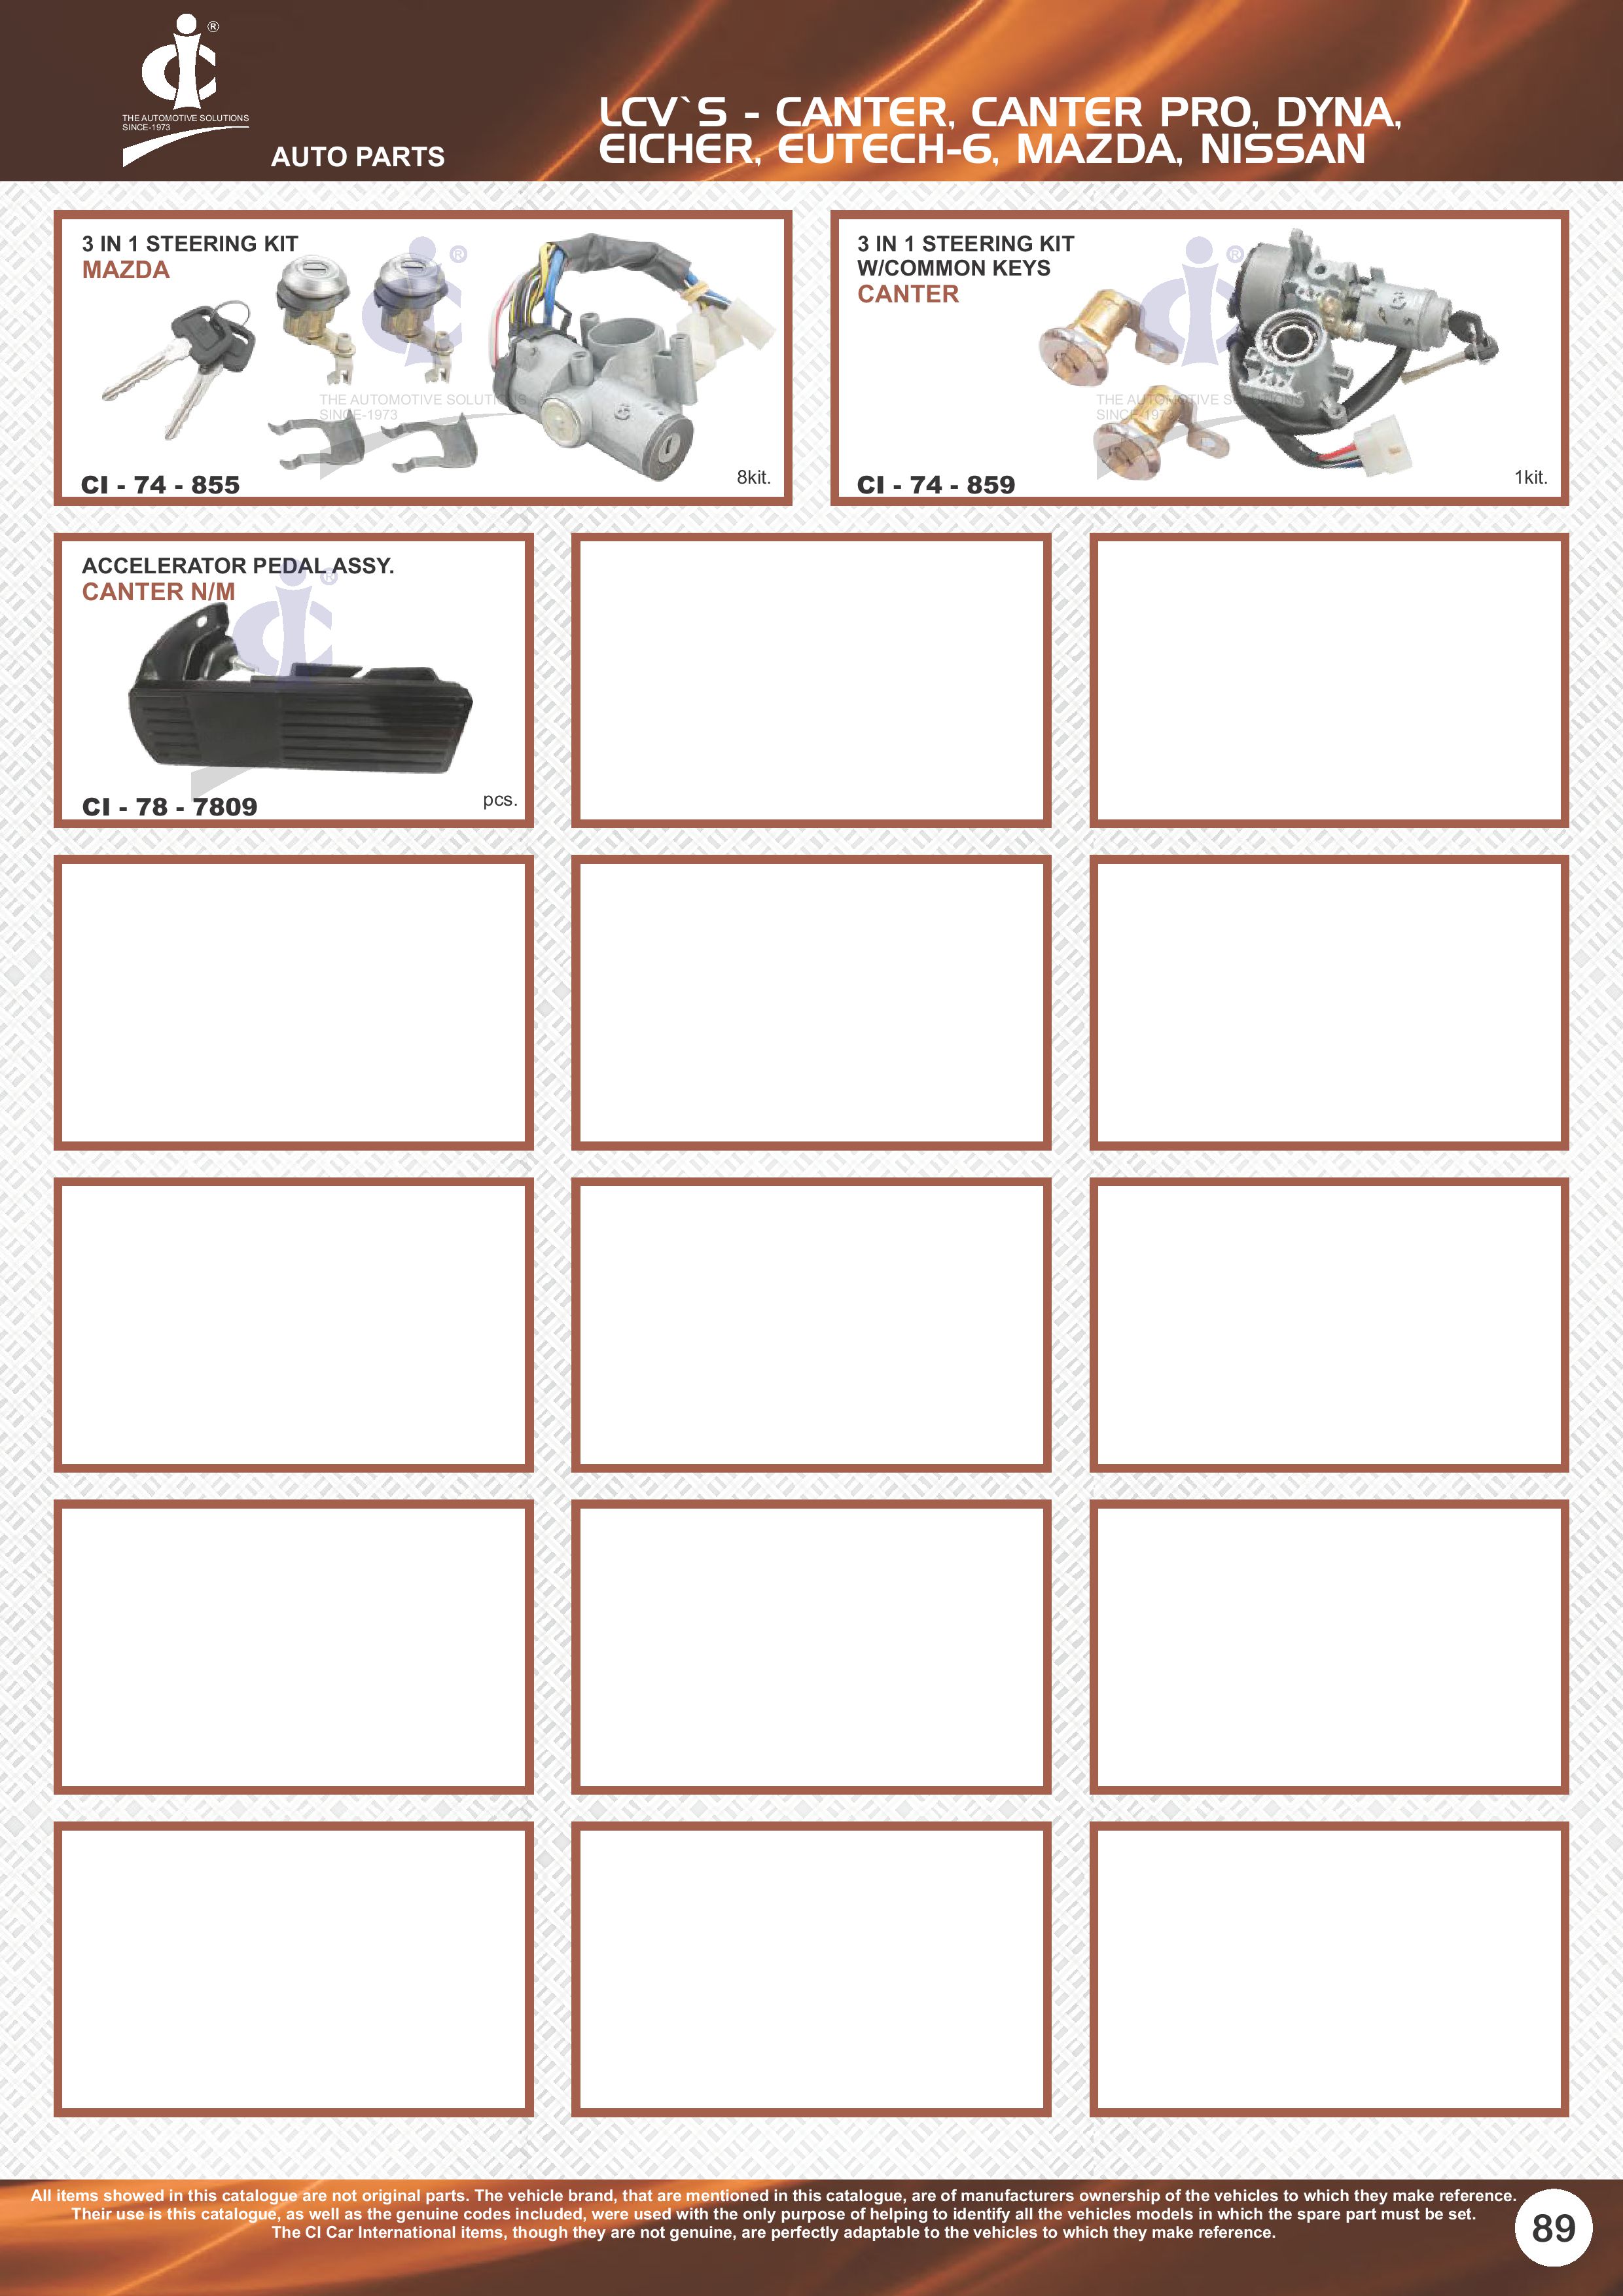 ®
THE AUTOMOTIVE SOLUTIONS
SINCE-1973
AUTO PARTS
LCV`S - CANTER, CANTER PRO, DYNA,
EICHER, EUTECH-6, MAZDA, NISSAN
3 IN 1 STEERING KIT
MAZDA
®
THE AUTOMOTIVE SOLUTIONS
SINCE-1973
CI - 74 - 855
8kit.
3 IN 1 STEERING KIT
W/COMMON KEYS
CANTER
®
THE AUTOMOTIVE SOLUTIONS
SINCE-1973
CI - 74 - 859
1kit.
ACCELERATOR PEDAL ASSY.
CANTER N/M
®
CI - 78 - 7809
pcs.
All items showed in this catalogue are not original parts. The vehicle brand, that are mentioned in this catalogue, are of manufacturers ownership of the vehicles to which they make reference.
Their use is this catalogue, as well as the genuine codes included, were used with the only purpose of helping to identify all the vehicles models in which the spare part must be set.
The CI Car International items, though they are not genuine, are perfectly adaptable to the vehicles to which they make reference.
89